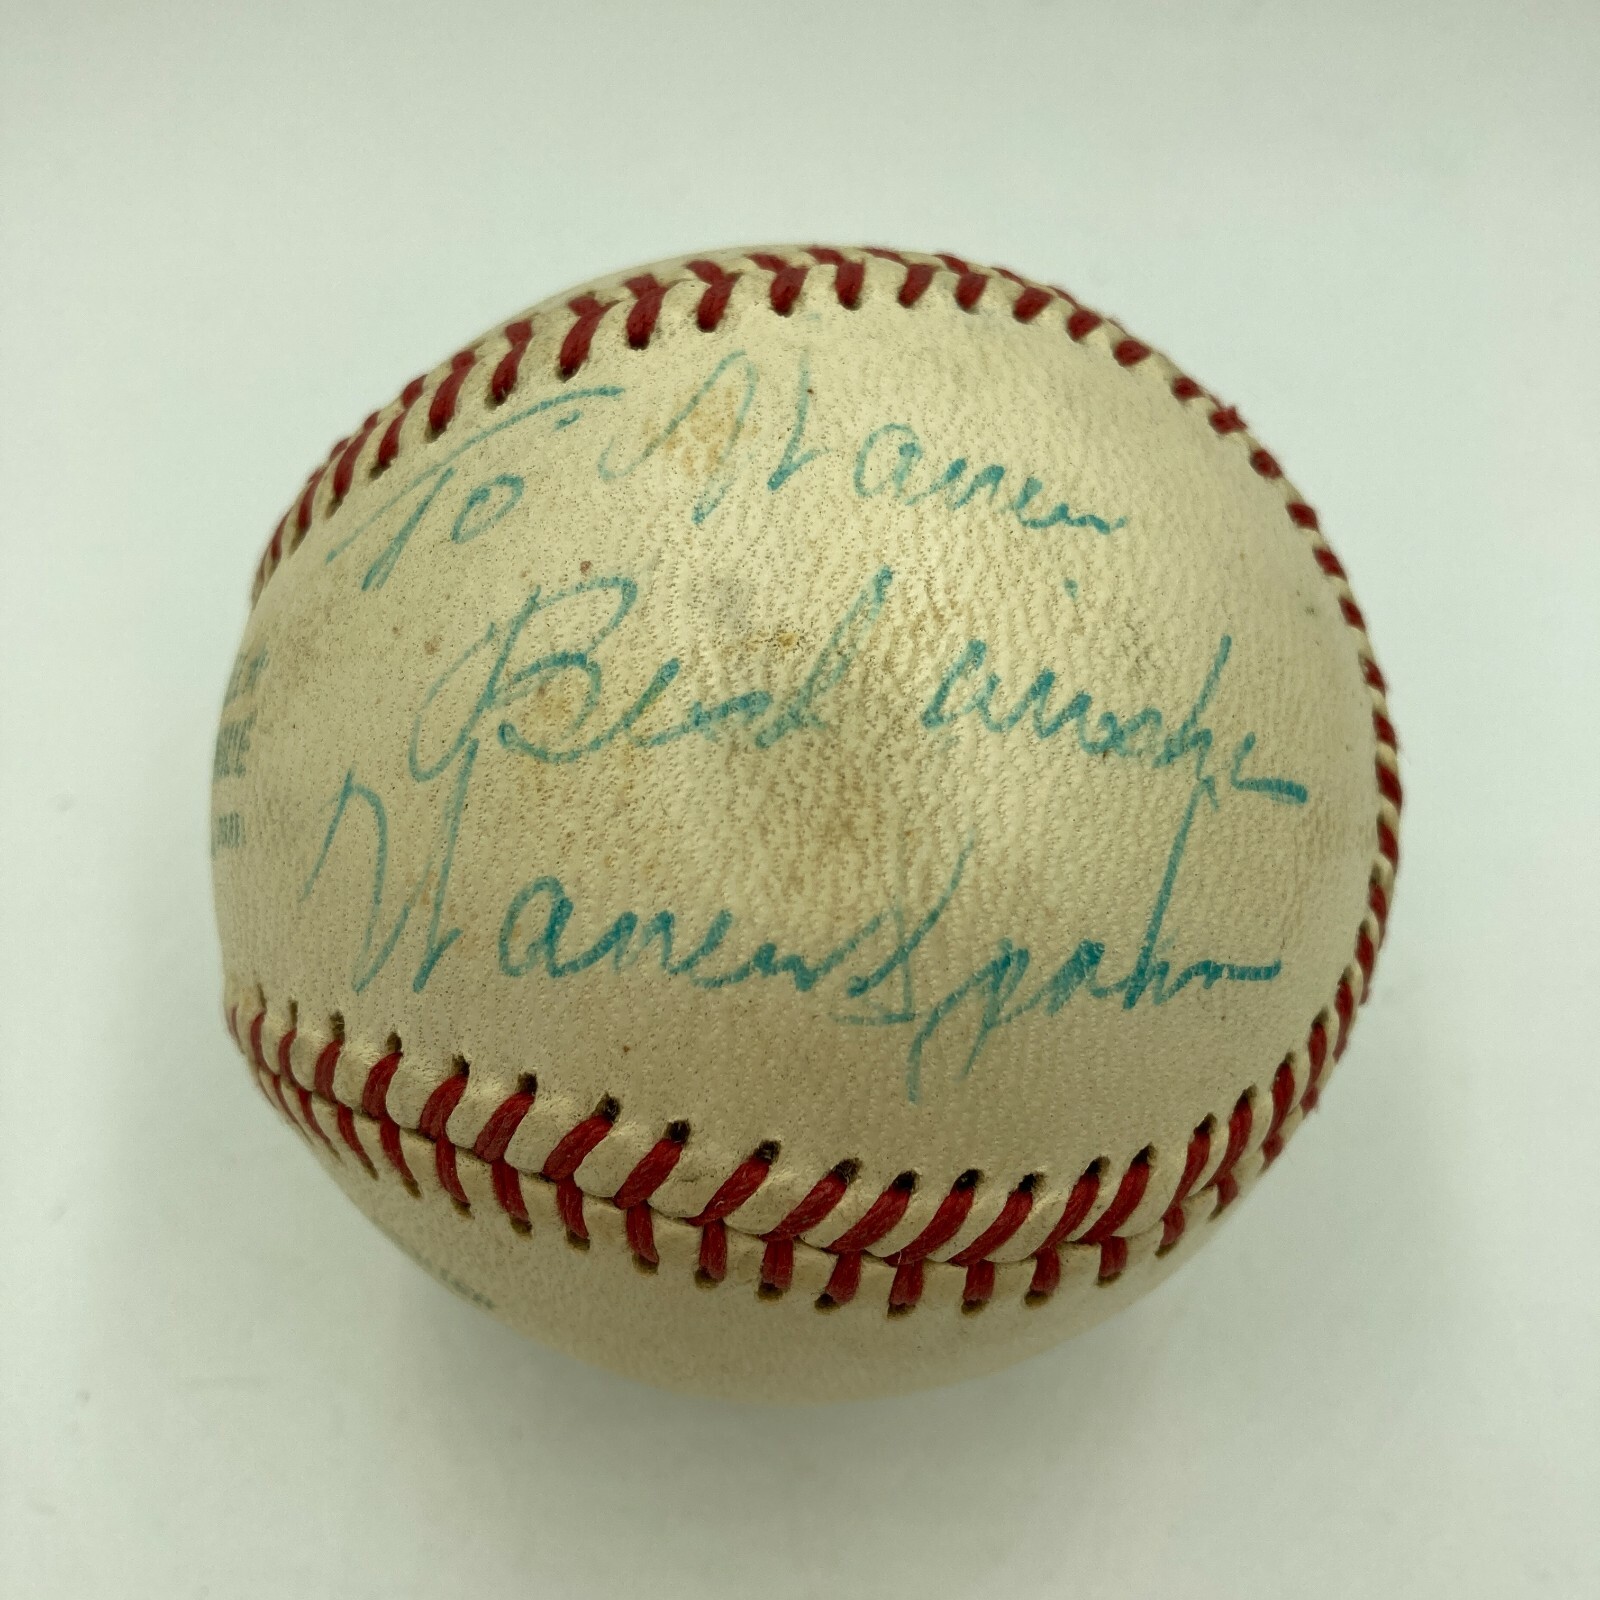 To Warren
Best wishes
Warren Spahn